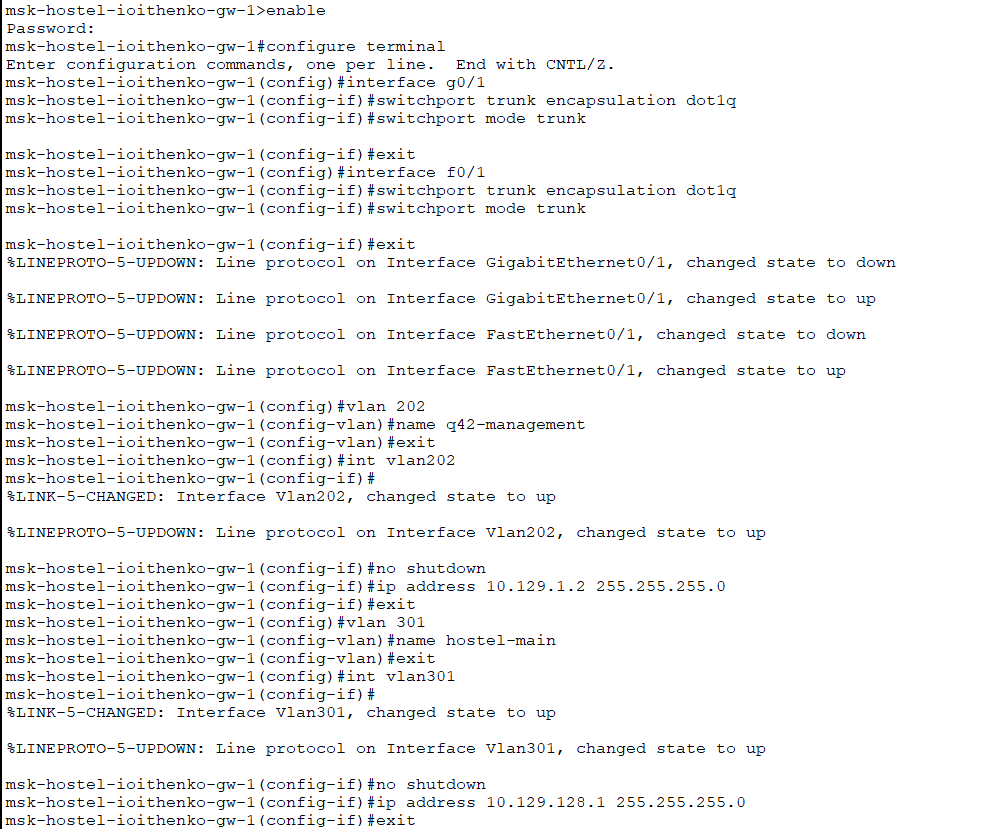 msk-hostel-ioithenko-gw-1>enable
Password:
msk-hostel-ioithenko-gw-1#configure terminal
Enter configuration commands, one per line.  End with CNTL/Z.
msk-hostel-ioithenko-gw-1(config)#interface g0/1
msk-hostel-ioithenko-gw-1(config-if)#switchport trunk encapsulation dot1q
msk-hostel-ioithenko-gw-1(config-if)#switchport mode trunk
msk-hostel-ioithenko-gw-1(config-if)#exit
msk-hostel-ioithenko-gw-1(config)#interface f0/1
msk-hostel-ioithenko-gw-1(config-if)#switchport trunk encapsulation dot1q
msk-hostel-ioithenko-gw-1(config-if)#switchport mode trunk
msk-hostel-ioithenko-gw-1(config-if)#exit
%LINEPROTO-5-UPDOWN: Line protocol on Interface GigabitEthernet0/1, changed state to down
%LINEPROTO-5-UPDOWN: Line protocol on Interface GigabitEthernet0/1, changed state to up
%LINEPROTO-5-UPDOWN: Line protocol on Interface FastEthernet0/1, changed state to down
%LINEPROTO-5-UPDOWN: Line protocol on Interface FastEthernet0/1, changed state to up
msk-hostel-ioithenko-gw-1(config)#vlan 202
msk-hostel-ioithenko-gw-1(config-vlan)#name q42-management
msk-hostel-ioithenko-gw-1(config-vlan)#exit
msk-hostel-ioithenko-gw-1(config)#int vlan202
msk-hostel-ioithenko-gw-1(config-if)#
%LINK-5-CHANGED: Interface Vlan202, changed state to up
%LINEPROTO-5-UPDOWN: Line protocol on Interface Vlan202, changed state to up
msk-hostel-ioithenko-gw-1(config-if)#no shutdown
msk-hostel-ioithenko-gw-1(config-if)#ip address 10.129.1.2 255.255.255.0
msk-hostel-ioithenko-gw-1(config-if)#exit
msk-hostel-ioithenko-gw-1(config)#vlan 301
msk-hostel-ioithenko-gw-1(config-vlan)#name hostel-main
msk-hostel-ioithenko-gw-1(config-vlan)#exit
msk-hostel-ioithenko-gw-1(config)#int vlan301
msk-hostel-ioithenko-gw-1(config-if)#
%LINK-5-CHANGED: Interface Vlan301, changed state to up
%LINEPROTO-5-UPDOWN: Line protocol on Interface Vlan301, changed state to up
msk-hostel-ioithenko-gw-1(config-if)#no shutdown
msk-hostel-ioithenko-gw-1(config-if)#ip address 10.129.128.1 255.255.255.0
msk-hostel-ioithenko-gw-1(config-if)#exit